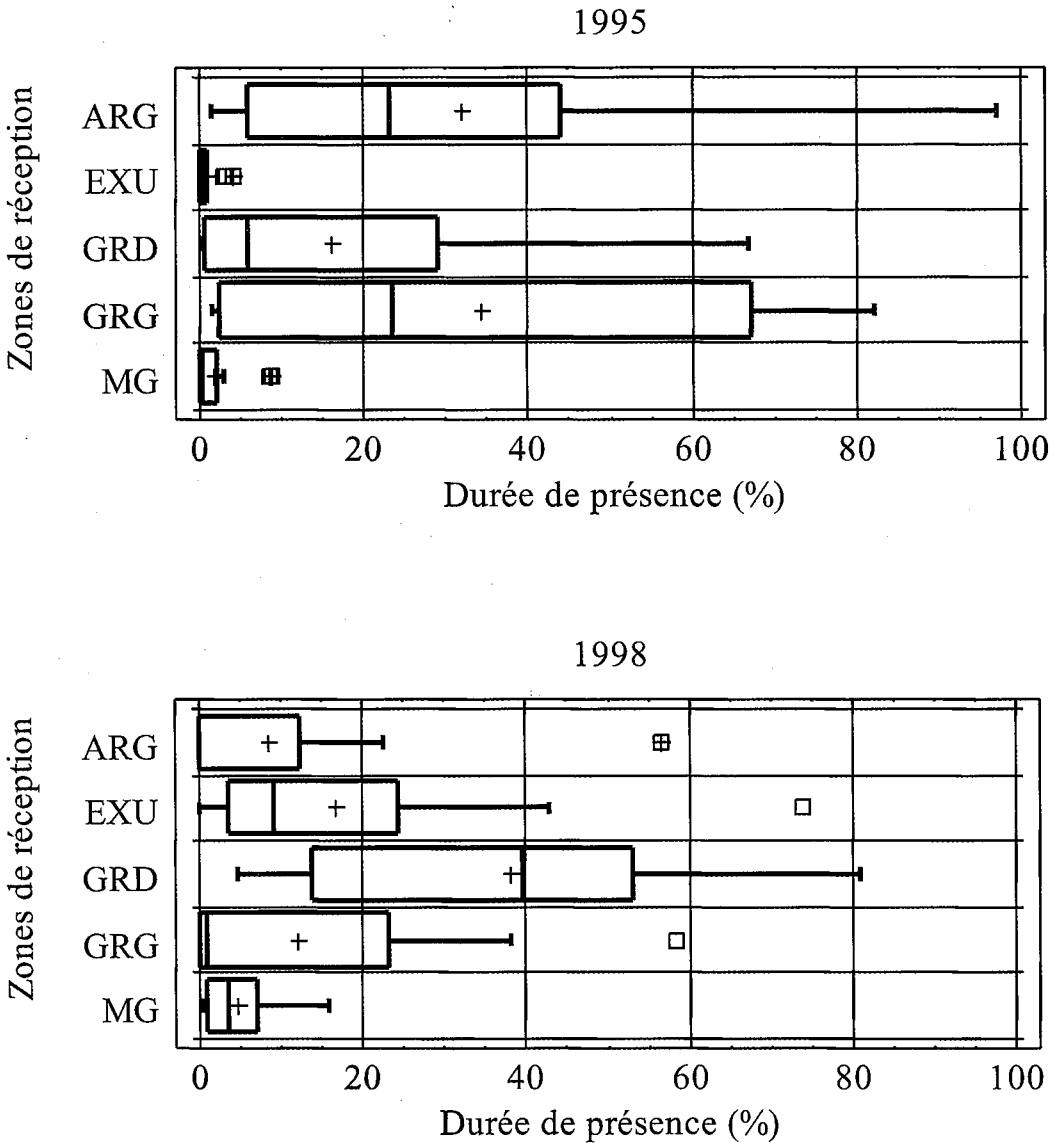 1995
Zones de réception
ARG
EXU
GRD
GRG
MG
0 20 40 60 80 100
Durée de présence (%)
1998
Zones de réception
ARG
EXU
GRD
GRG
MG
0 20 40 60 80 100
Durée de présence (%)